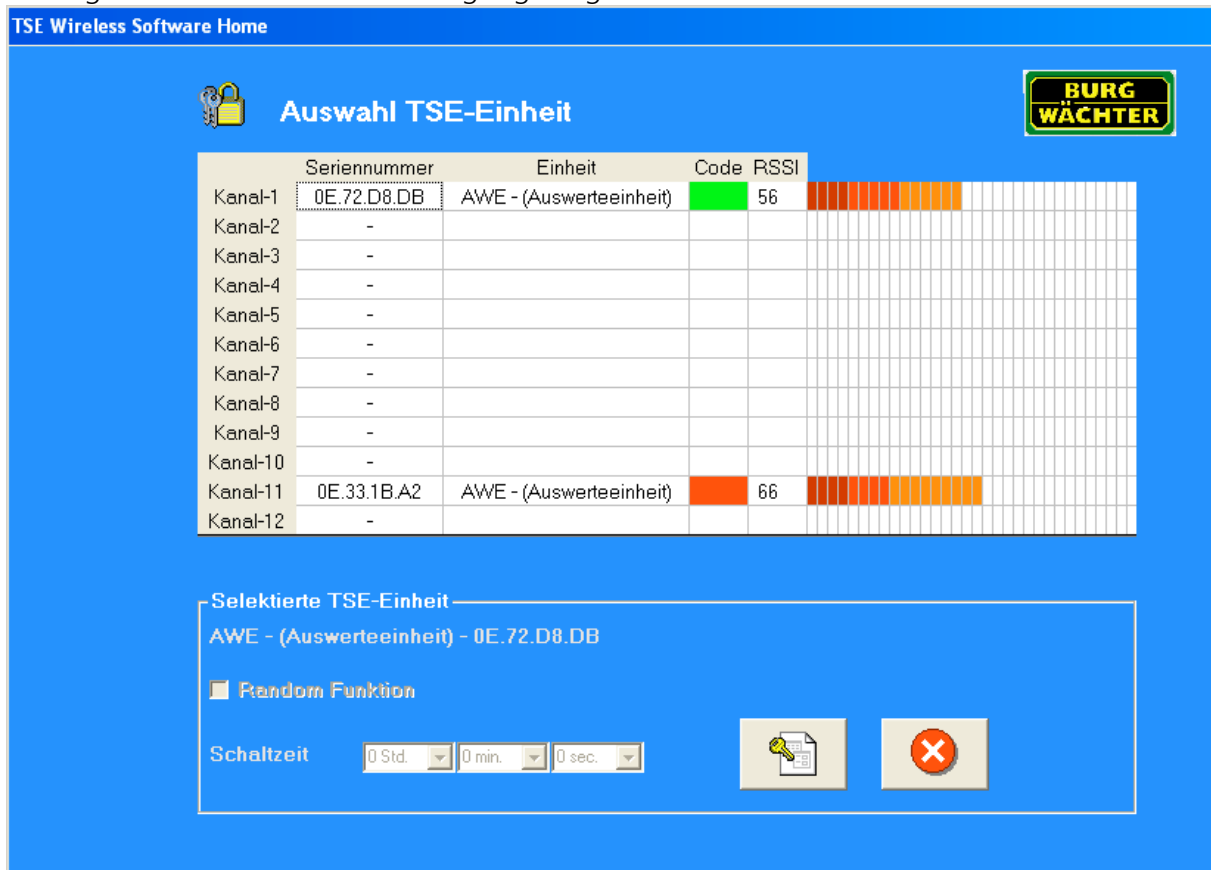 TSE Wireless Software Home
BURG
WÄCHTER
Auswahl TSE-Einheit
Seriennummer Einheit Code RSSI
Kanal-1 0E.72.D8.DB AWE - (Auswerteeinheit) 56
Kanal-2 -
Kanal-3 -
Kanal-4 -
Kanal-5 -
Kanal-6 -
Kanal-7 -
Kanal-8 -
Kanal-9 -
Kanal-10 -
Kanal-11 0E.33.1B.A2 AWE - (Auswerteeinheit) 66
Kanal-12 -
Selektierte TSE-Einheit
AWE - (Auswerteeinheit) - 0E.72.D8.DB
Random Funktion
Schaltzeit 0 Std. 0 min. 0 sec.